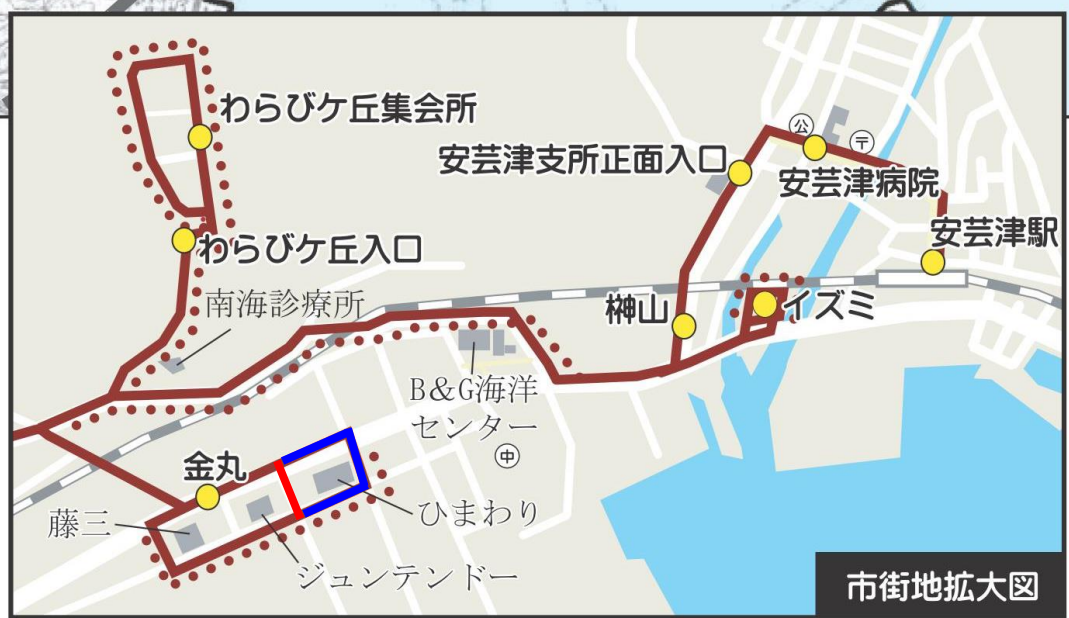 わらびケ丘集会所
公
〒
安芸津支所正面入口
安芸津病院
安芸津駅
わらびケ丘入口
南海診療所
榊山
イズミ
B&G海洋
センター
中
金丸
藤三
ひまわり
ジュンテンドー
市街地拡大図